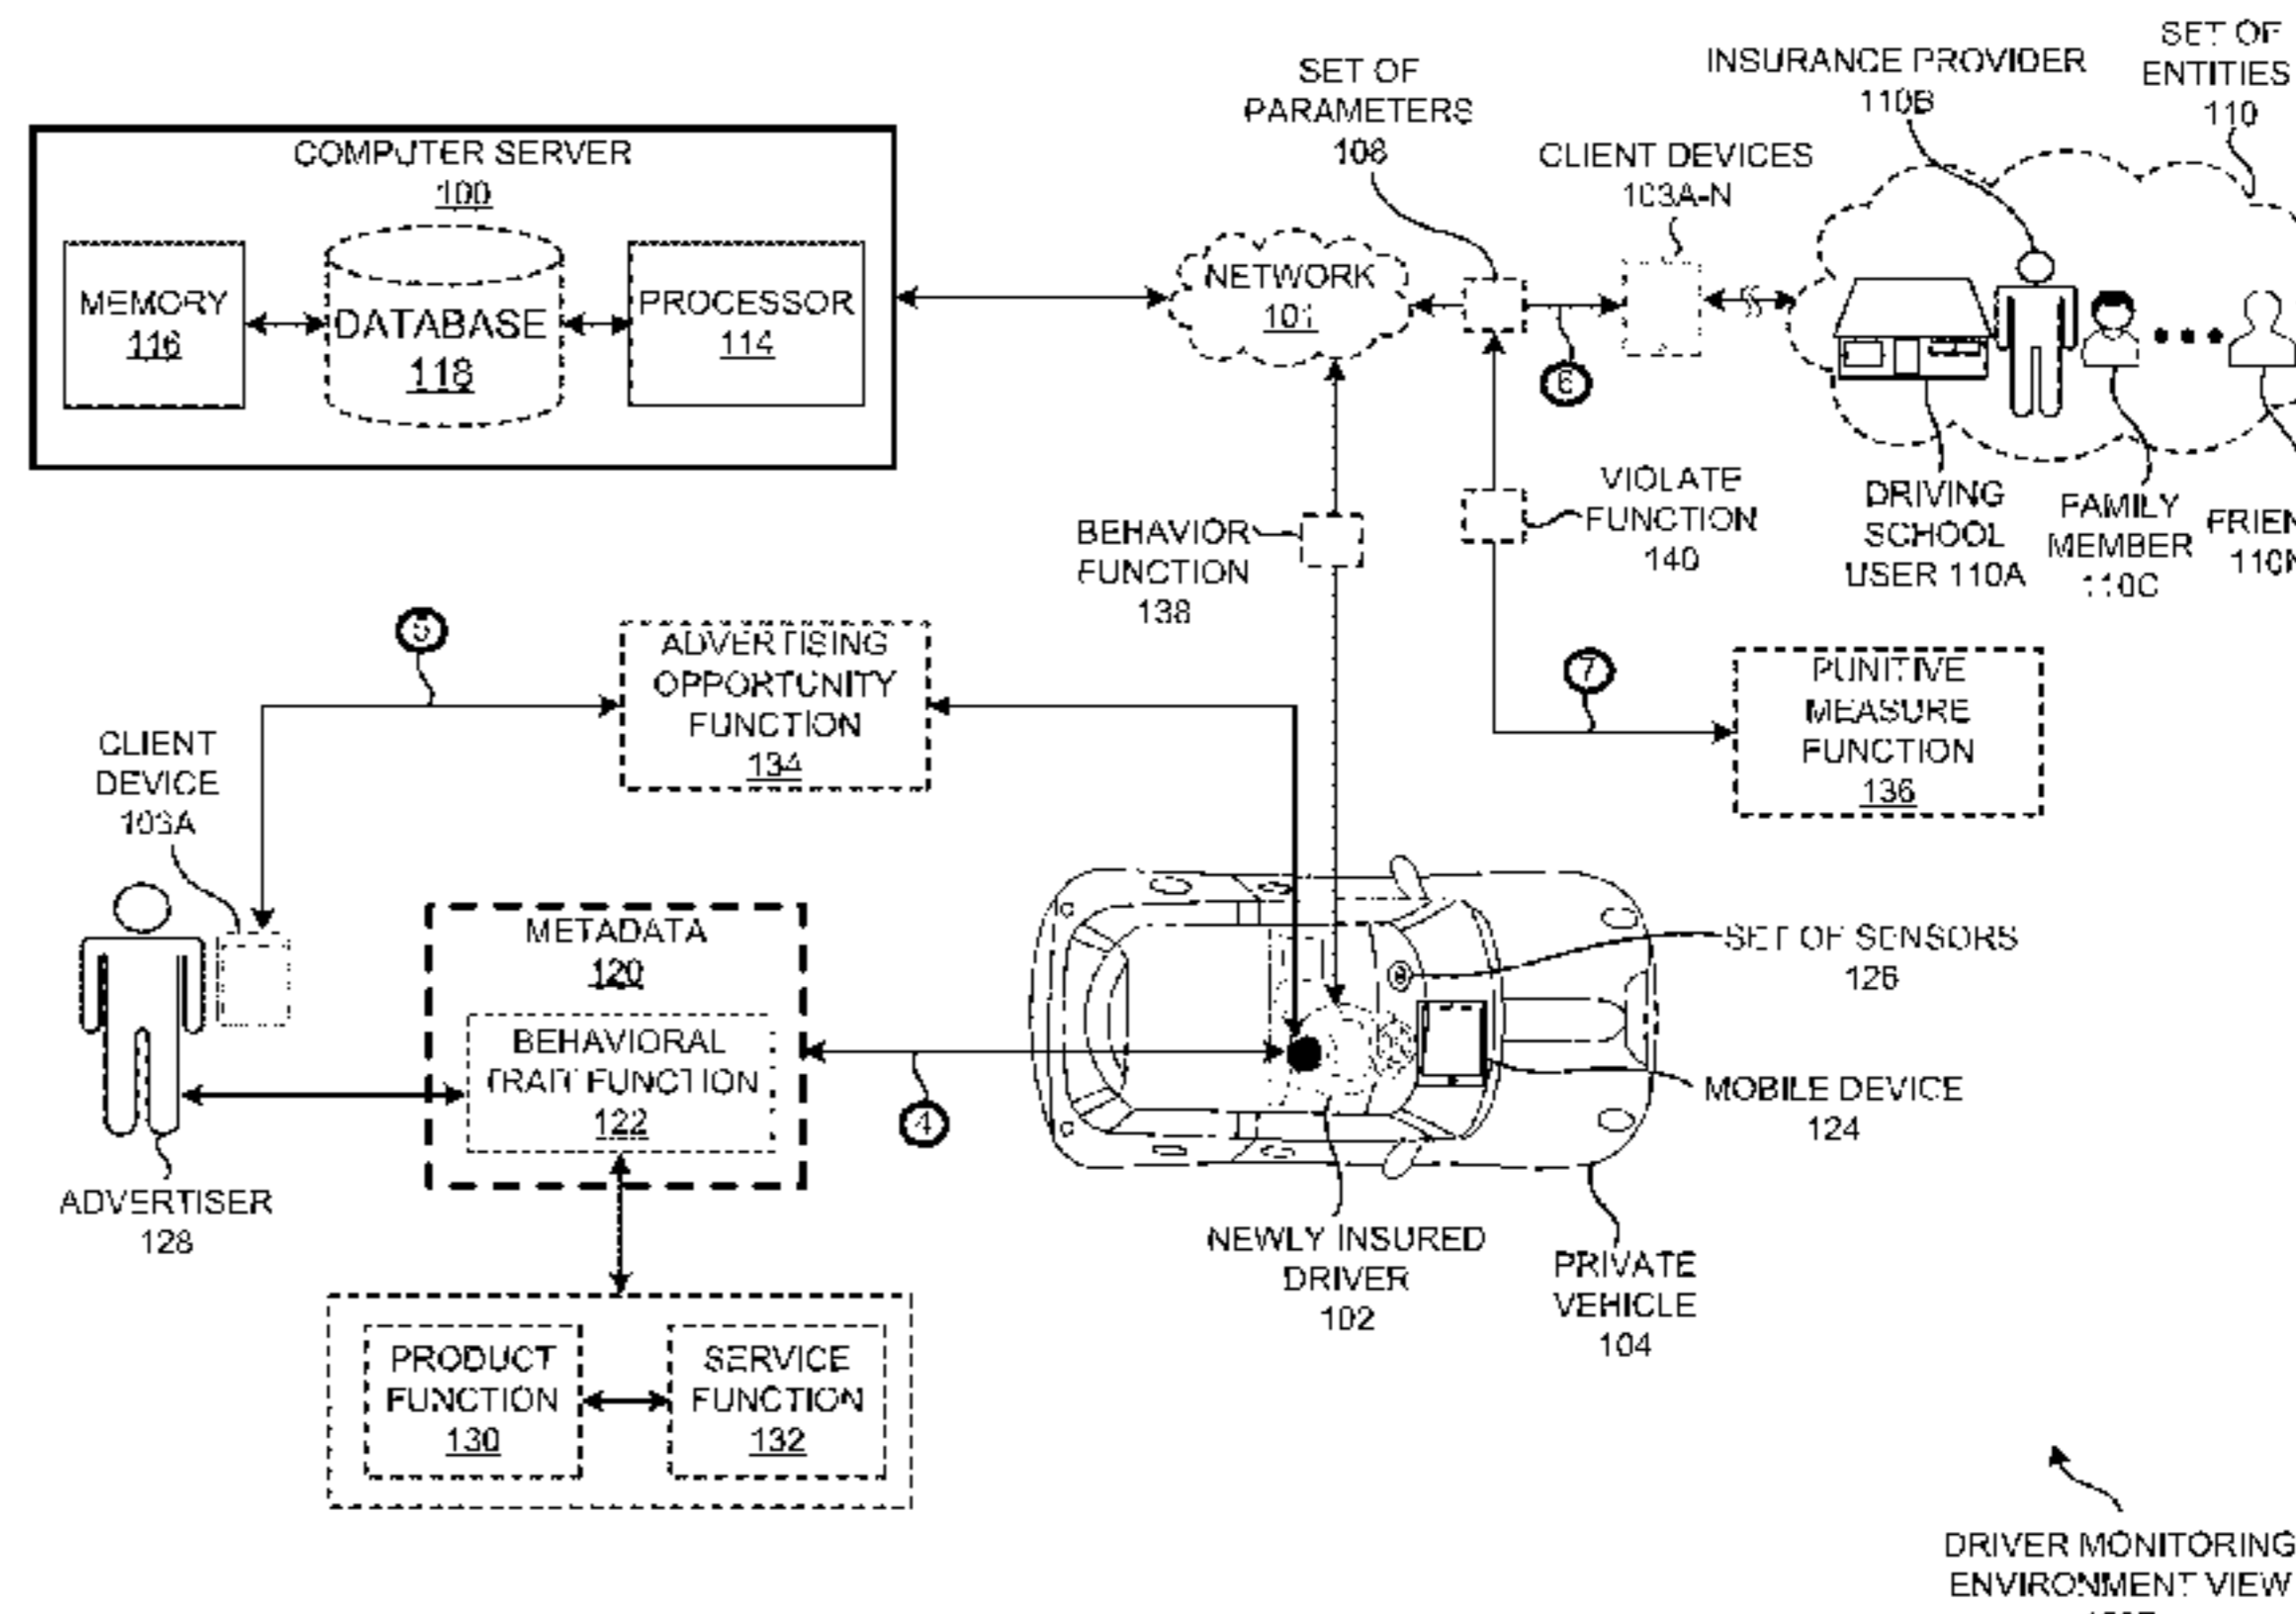 COMPUTER SERVER
100
MEMORY
116
DATABASE
118
PROCESSOR
114
NETWORK
101
SET OF
PARAMETERS
108
CLIENT DEVICES
103A-N
INSURANCE PROVIDER
110B
SET OF
ENTITIES
110
6
DRIVING
SCHOOL
USER 110A
FAMILY
MEMBER
110C
BEHAVIOR
FUNCTION
138
VIOLATE
FUNCTION
140
5
ADVERTISING
OPPORTUNITY
FUNCTION
134
7
PUNITIVE
MEASURE
FUNCTION
136
CLIENT
DEVICE
103A
METADATA
120
BEHAVIORAL
TRAIT FUNCTION
122
4
SET OF SENSORS
126
MOBILE DEVICE
124
ADVERTISER
128
NEWLY INSURED
DRIVER
102
PRIVATE
VEHICLE
104
PRODUCT
FUNCTION
130
SERVICE
FUNCTION
132
DRIVER MONITORING
ENVIRONMENT VIEW